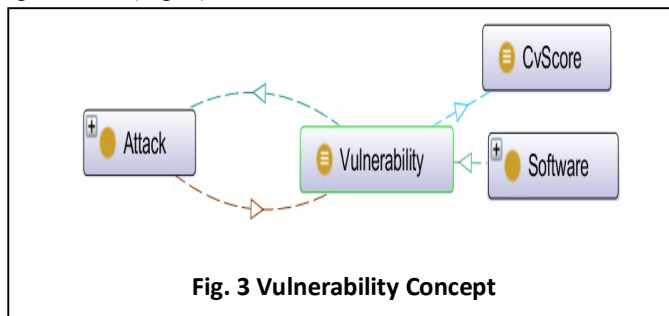 CvScore
Attack
Vulnerability
Software
Fig. 3 Vulnerability Concept